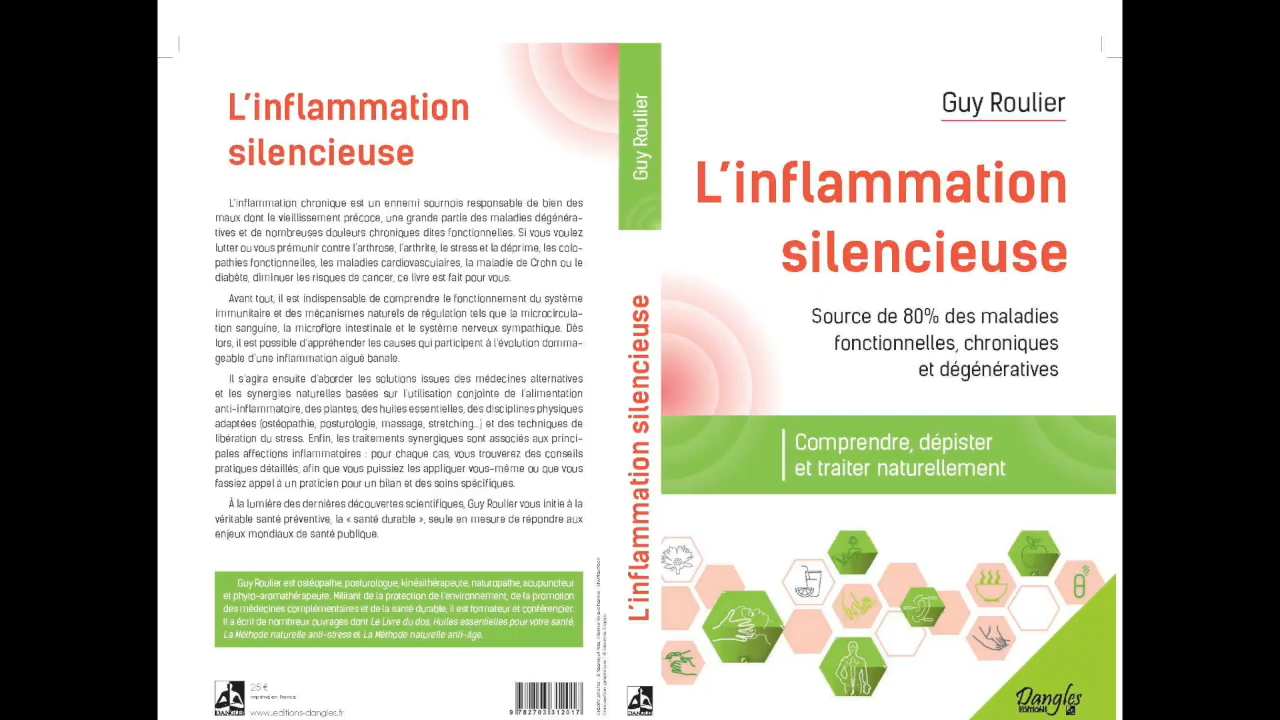 L'inflammation
silencieuse
L'inflammation chronique est un ennemi sournois responsable de bien des
maux dont le vieillissement précoce, une grande partie des maladies dégénéra-
tives et de nombreuses douleurs chroniques dites fonctionnelles. Si vous voulez
lutter ou vous prémunir contre l'arthrose, l'arthrite, le stress et la déprime, les colo-
pathies fonctionnelles, les maladies cardiovasculaires, la maladie de Crohn ou le
diabète, diminuer les risques de cancer, ce livre est fait pour vous.
Avant tout, il est indispensable de comprendre le fonctionnement du système
immunitaire et des mécanismes naturels de régulation tels que la microcircula-
tion sanguine, la microflore intestinale et le système nerveux sympathique. Dès
lors, il est possible d'appréhender les causes qui participent à l'évolution domma-
geable d'une inflammation aiguë banale.
Il s'agira ensuite d'aborder les solutions issues des médecines alternatives
et les synergies naturelles basées sur l'utilisation conjointe de l'alimentation
anti-inflammatoire, des plantes, des huiles essentielles, des disciplines physiques
adaptées (ostéopathie, posturologie, massage, stretching...) et des techniques de
libération du stress. Enfin, les traitements synergiques sont associés aux princi-
pales affections inflammatoires : pour chaque cas, vous trouverez des conseils
pratiques détaillés, afin que vous puissiez les appliquer vous-même ou que vous
fassiez appel à un praticien pour un bilan et des soins spécifiques.
À la lumière des dernières découvertes scientifiques, Guy Roulier vous initie à la
véritable santé préventive, la « santé durable », seule en mesure de répondre aux
enjeux mondiaux de santé publique.
Guy Roulier est ostéopathe, posturologue, kinésithérapeute, naturopathe, acupuncteur
et phyto-aromathérapeute. Militant de la protection de l'environnement, de la promotion
des médecines complémentaires et de la santé durable, il est formateur et conférencier.
Il a écrit de nombreux ouvrages dont Le Livre du dos, Huiles essentielles pour votre santé,
La Méthode naturelle anti-stress et La Méthode naturelle anti-âge.
DANGLES
25 €
Imprimé en France
www.editions-dangles.fr
9 782703 312017
Guy Roulier
L'inflammation silencieuse
DANGLES
Guy Roulier
L'inflammation
silencieuse
Source de 80% des maladies
fonctionnelles, chroniques
et dégénératives
Comprendre, dépister
et traiter naturellement
Dangles
ÉDITIONS